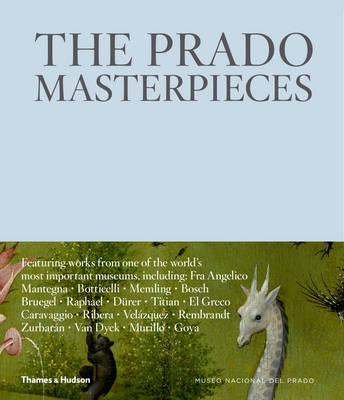 THE PRADO
MASTERPIECES
Featuring works from one of the world's
most important museums, including: Fra Angelico
Mantegna • Botticelli • Memling • Bosch
Bruegel • Raphael • Dürer • Titian • El Greco
Caravaggio • Ribera • Velázquez • Rembrandt
Zurbarán • Van Dyck • Murillo • Goya
Thames & Hudson
MUSEO NACIONAL DEL PRADO